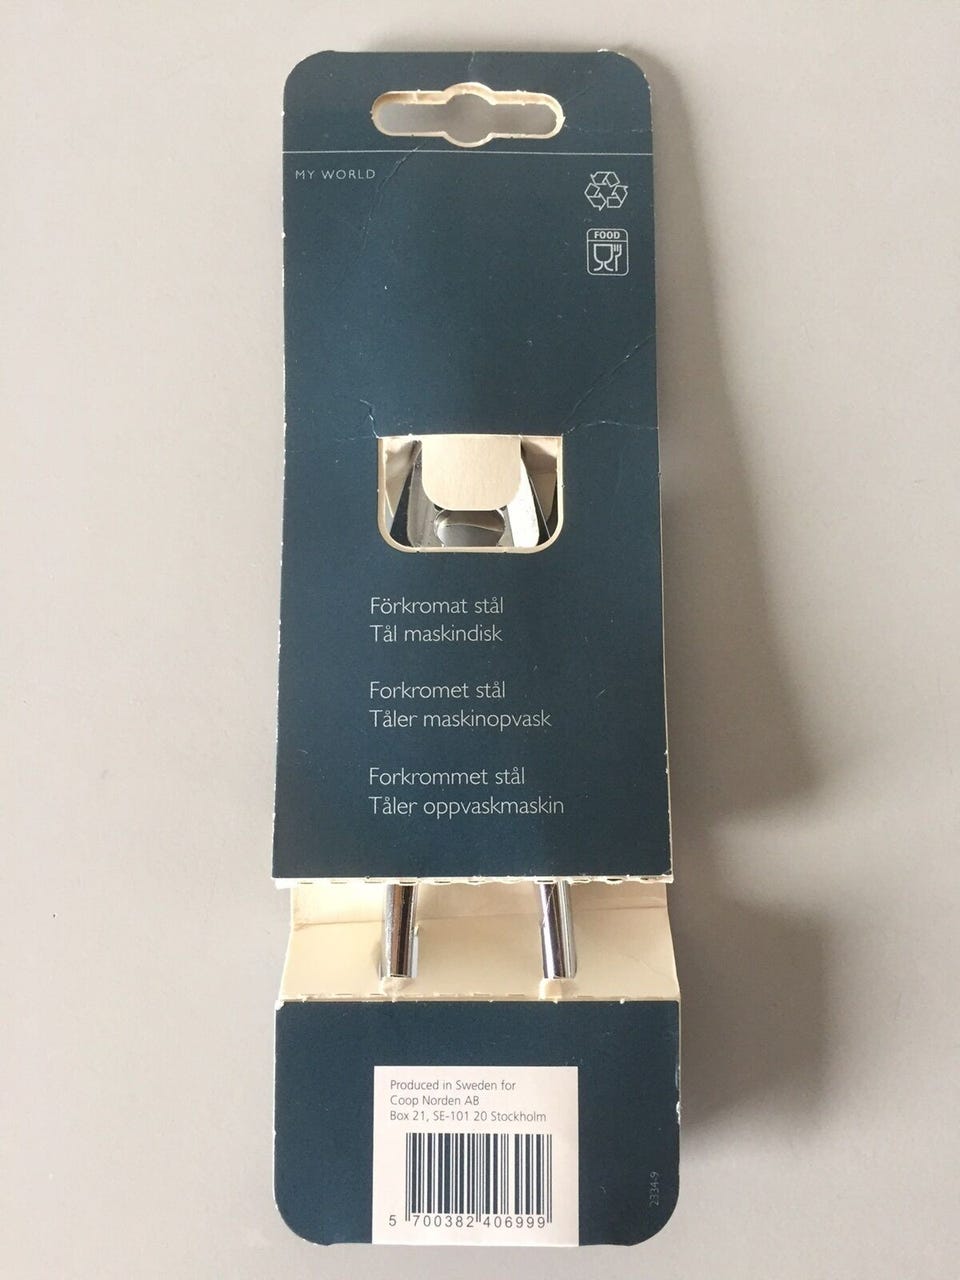 MY WORLD
FOOD
Förkromat stål
Tål maskindisk
Forkromet stål
Tåler maskinopvask
Forkrommet stål
Tåler oppvaskmaskin
Produced in Sweden for
Coop Norden AB
Box 21, SE-101 20 Stockholm
5 700382 406999
2334-9